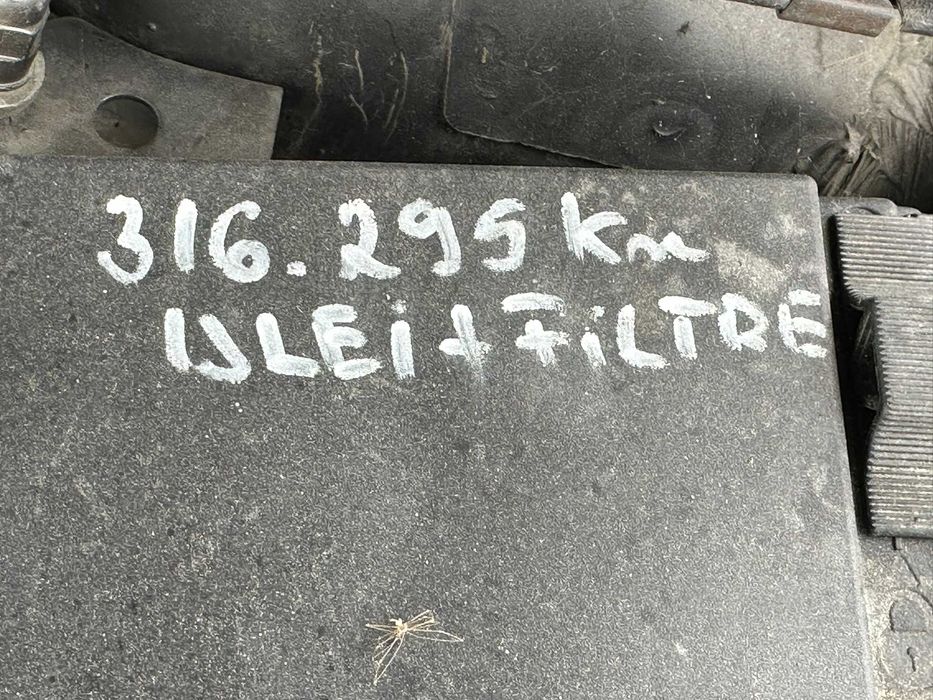 316.295 Km
ULEi + FiLTRE